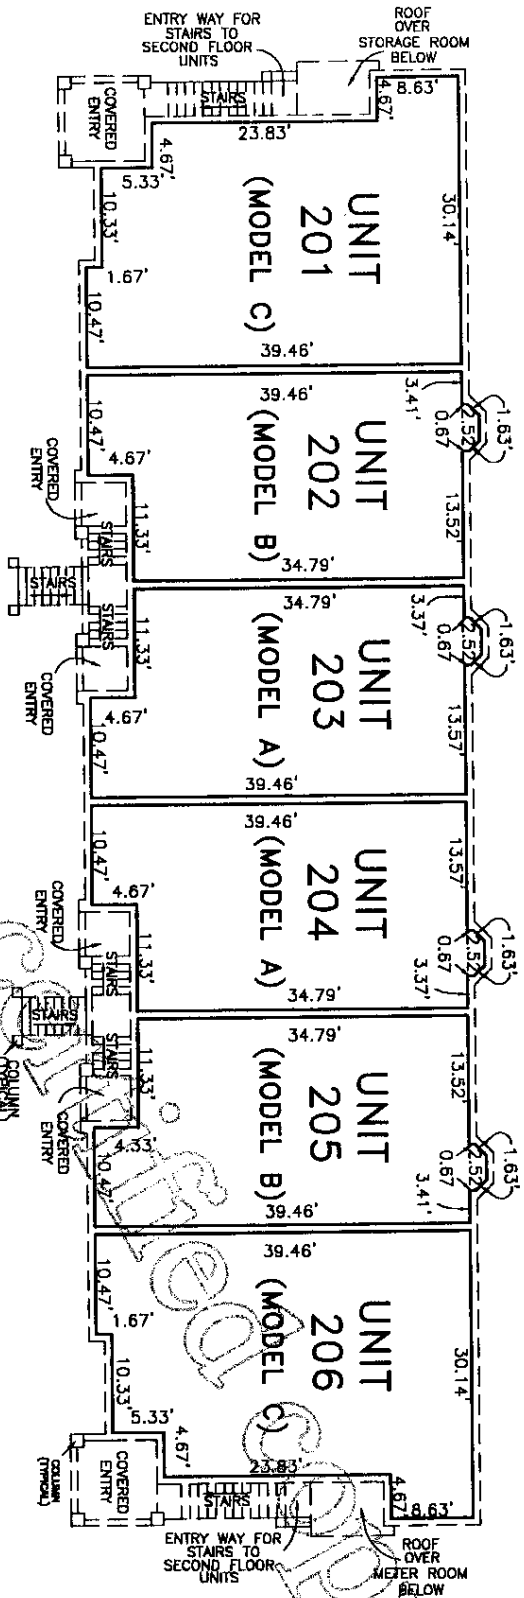 ENTRY WAY FOR
STAIRS TO
SECOND FLOOR
UNITS
ROOF
OVER
STORAGE ROOM
BELOW
COVERED
ENTRY
STAIRS
4.67'
8.63'
23.83'
4.67'
5.33'
10.33'
1.67'
10.47'
30.14'
UNIT
201
(MODEL C)
39.46'
39.46'
3.41'
1.63'
2.52
0.67
10.47'
4.67'
UNIT
202
(MODEL B)
13.52'
COVERED
ENTRY
11.33'
STAIRS
34.79'
STAIRS
34.79'
3.37'
1.63'
2.52
0.67
STAIRS
11.33'
UNIT
203
(MODEL A)
COVERED
ENTRY
4.67'
10.47'
13.57'
39.46'
39.46'
10.47'
4.67'
UNIT
204
(MODEL A)
13.57'
1.63'
2.52
0.67
3.37'
COVERED
ENTRY
11.33'
STAIRS
34.79'
STAIRS
COLUMN
(TYPICAL)
34.79'
STAIRS
11.33'
UNIT
205
(MODEL B)
13.52'
1.63'
2.52
0.67
3.41'
COVERED
ENTRY
4.33'
10.47'
39.46'
39.46'
10.47'
1.67'
UNIT
206
(MODEL C)
30.14'
10.33'
5.33'
4.67'
23.83'
4.67'
8.63'
COLUMN
(TYPICAL)
COVERED
ENTRY
STAIRS
ENTRY WAY FOR
STAIRS TO
SECOND FLOOR
UNITS
ROOF
OVER
METER ROOM
BELOW